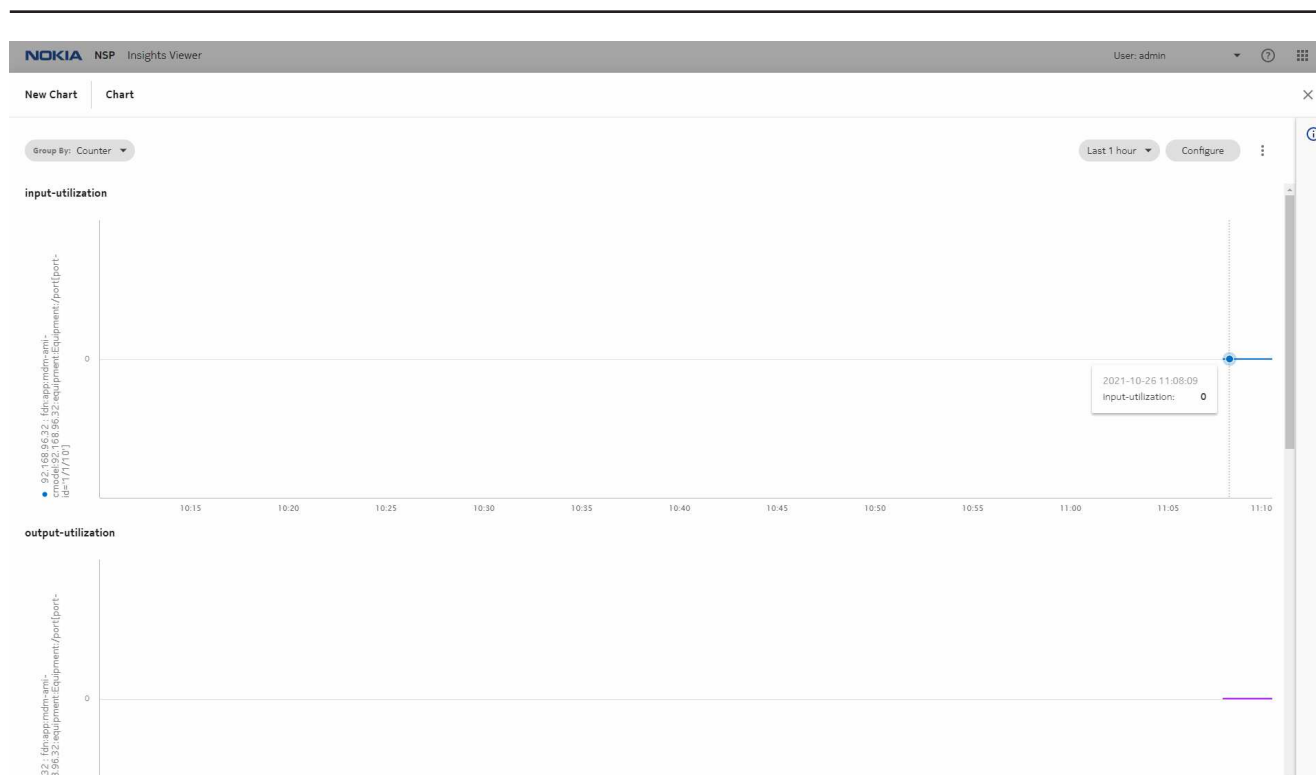 NOKIA NSP Insights Viewer User: admin
New Chart Chart
Group By: Counter Last 1 hour Configure
input-utilization
92.168.96.32 : fdn:app:mdm-ami-
cmodel:92.168.96.32:equipment:Equipment:/port[port-
id='1/1/10']
0
2021-10-26 11:08:09
input-utilization: 0
10:15 10:20 10:25 10:30 10:35 10:40 10:45 10:50 10:55 11:00 11:05 11:10
output-utilization
32 : fdn:app:mdm-ami-
.96.32:equipment:Equipment:/port[port-
0